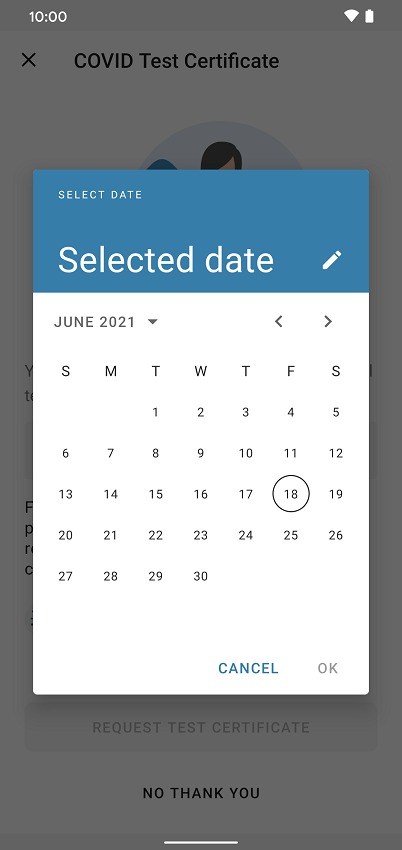 10:00
COVID Test Certificate
SELECT DATE
Selected date
JUNE 2021
S M T W T F S
1 2 3 4 5
6 7 8 9 10 11 12
13 14 15 16 17 18 19
20 21 22 23 24 25 26
27 28 29 30
CANCEL OK
REQUEST TEST CERTIFICATE
NO THANK YOU